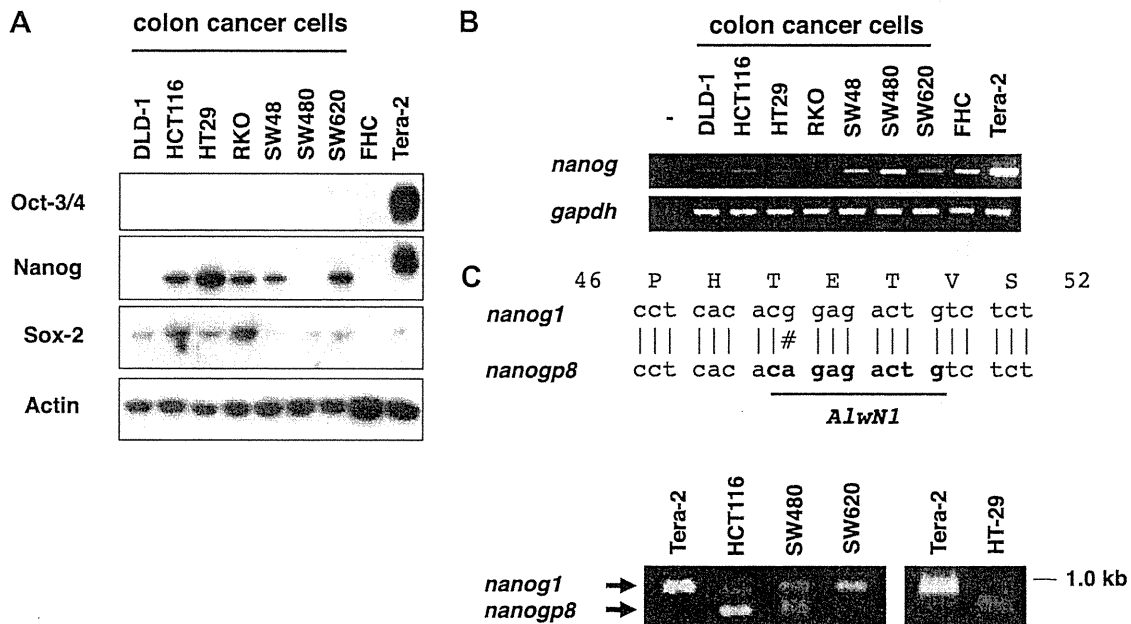 A
colon cancer cells
DLD-1
HCT116
HT29
RKO
SW48
SW480
SW620
FHC
Tera-2
Oct-3/4
Nanog
Sox-2
Actin
B
colon cancer cells
-
DLD-1
HCT116
HT29
RKO
SW48
SW480
SW620
FHC
Tera-2
nanog
gapdh
C
46 P H T E T V S 52
nanog1 cct cac acg gag act gtc tct
||| ||| ||# ||| ||| ||| |||
nanogp8 cct cac aca gag act gtc tct
AlwN1
Tera-2
HCT116
SW480
SW620
Tera-2
HT-29
nanog1
nanogp8
1.0 kb